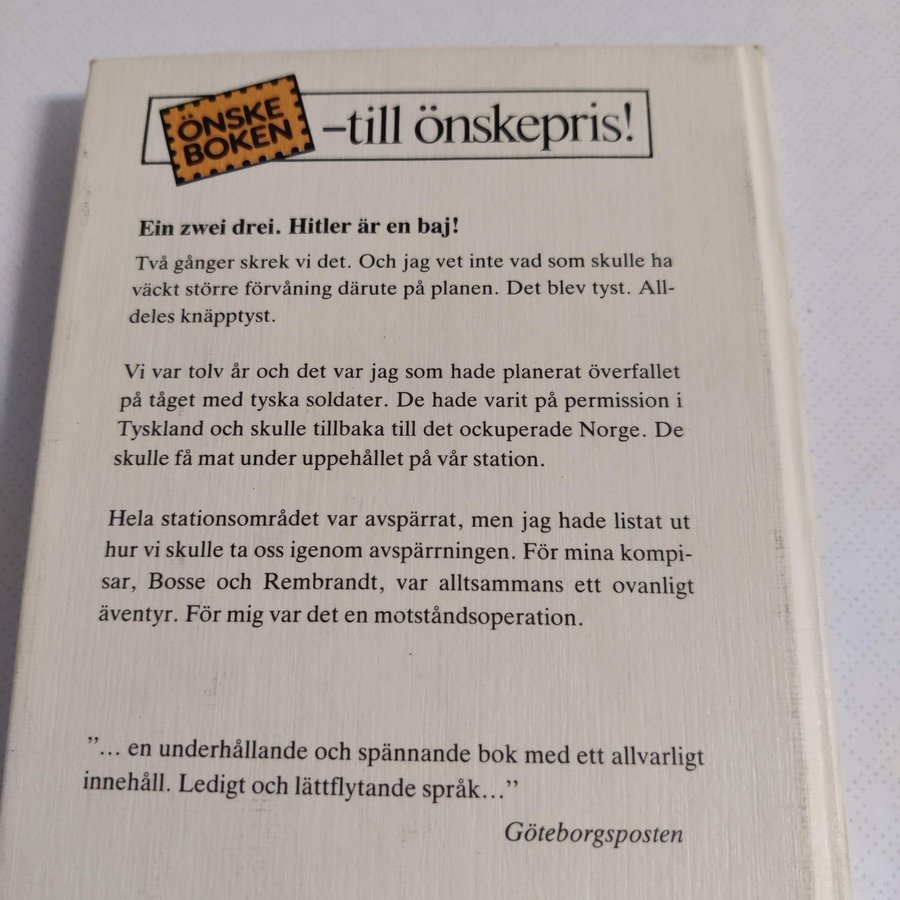 ÖNSKE
BOKEN
–till önskepris!
Ein zwei drei. Hitler är en baj!
Två gånger skrek vi det. Och jag vet inte vad som skulle ha
väckt större förvåning därute på planen. Det blev tyst. All-
deles knäpptyst.
Vi var tolv år och det var jag som hade planerat överfallet
på tåget med tyska soldater. De hade varit på permission i
Tyskland och skulle tillbaka till det ockuperade Norge. De
skulle få mat under uppehållet på vår station.
Hela stationsområdet var avspärrat, men jag hade listat ut
hur vi skulle ta oss igenom avspärrningen. För mina kompi-
sar, Bosse och Rembrandt, var alltsammans ett ovanligt
äventyr. För mig var det en motståndsoperation.
”... en underhållande och spännande bok med ett allvarligt
innehåll. Ledigt och lättflytande språk...”
Göteborgsposten